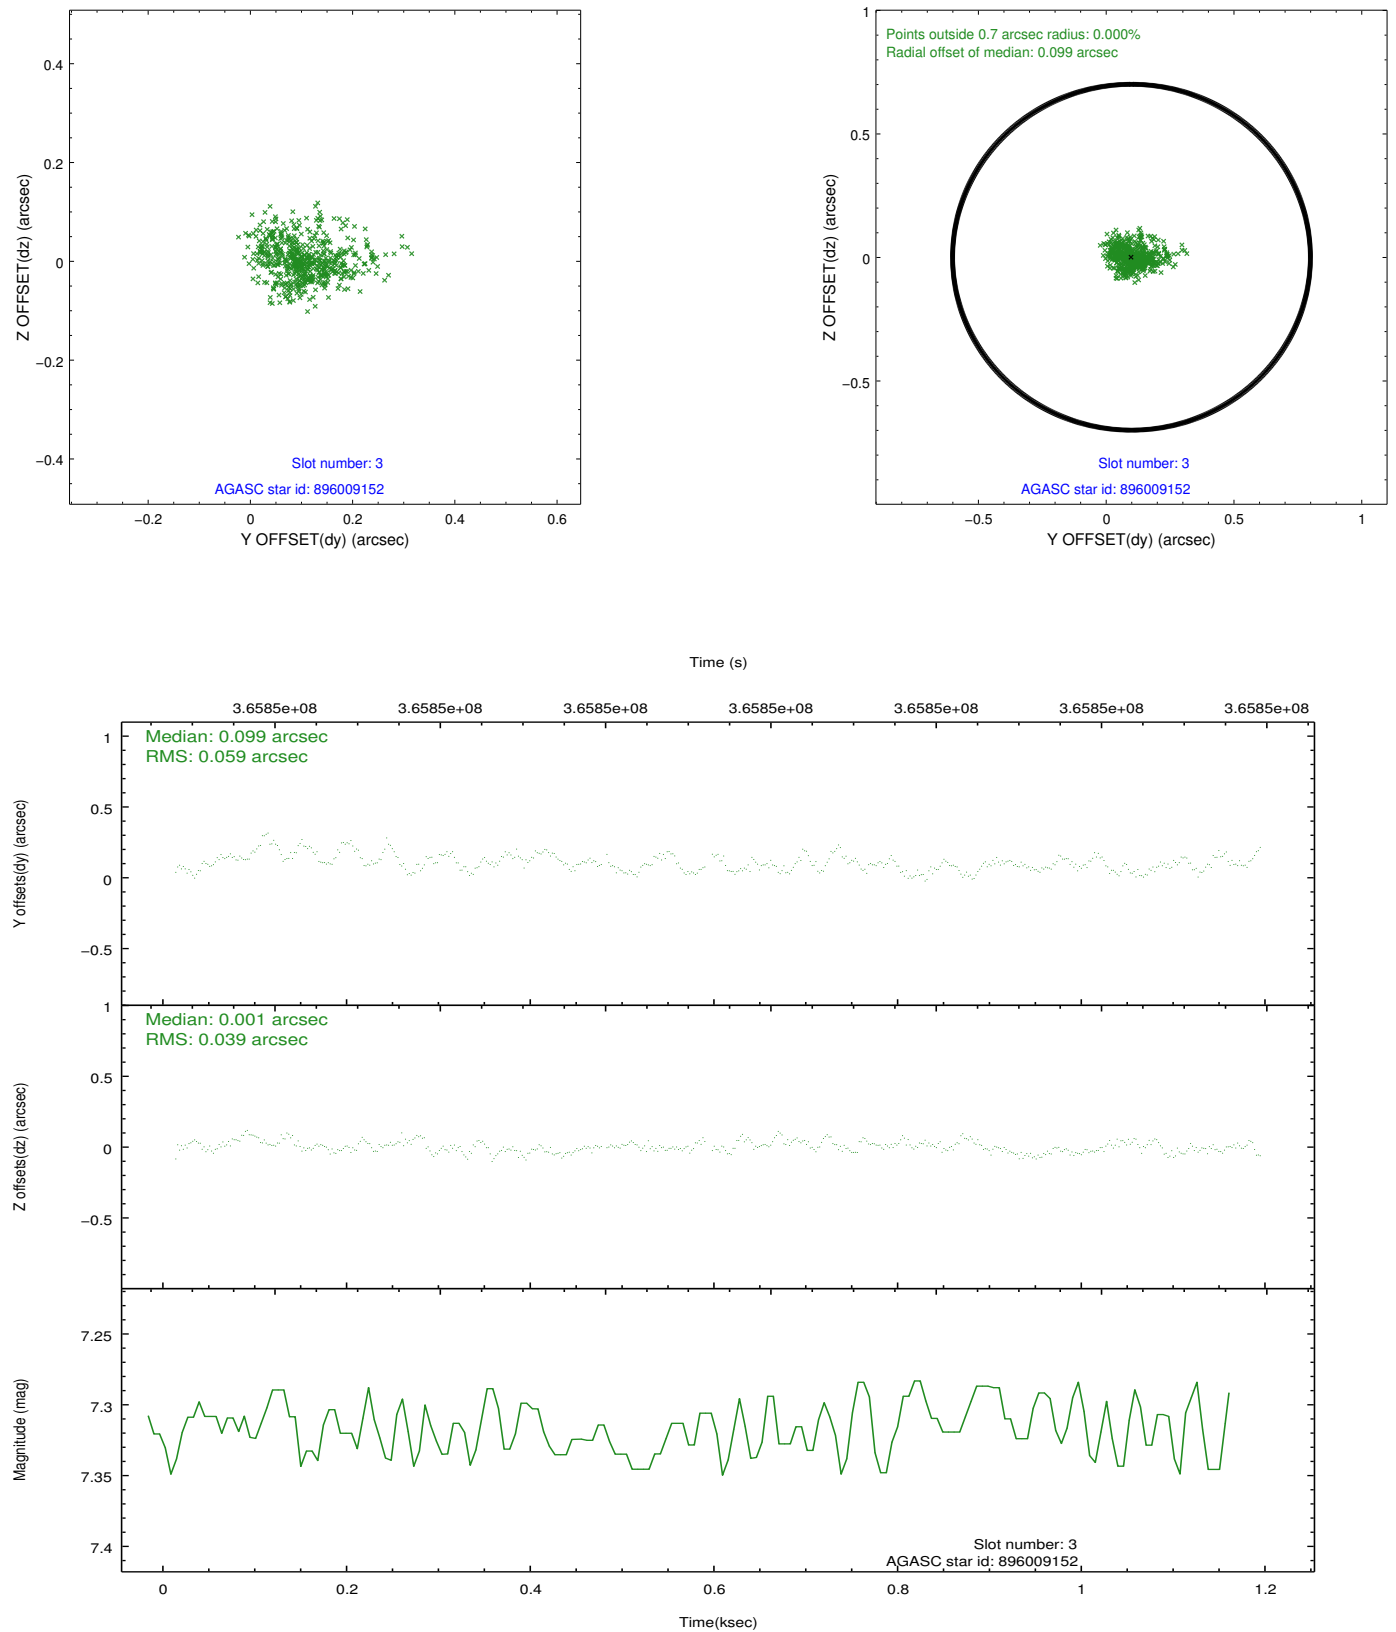 0.4
0.2
0
−0.2
−0.4
Z OFFSET(dz) (arcsec)
Slot number: 3
AGASC star id: 896009152
−0.2 0 0.2 0.4 0.6
Y OFFSET(dy) (arcsec)
1
0.5
0
−0.5
Z OFFSET(dz) (arcsec)
Points outside 0.7 arcsec radius: 0.000%
Radial offset of median: 0.099 arcsec
Slot number: 3
AGASC star id: 896009152
−0.5 0 0.5 1
Y OFFSET(dy) (arcsec)
Time (s)
3.6585e+08 3.6585e+08 3.6585e+08 3.6585e+08 3.6585e+08 3.6585e+08 3.6585e+08
Median: 0.099 arcsec
RMS: 0.059 arcsec
1
0.5
0
−0.5
Y offsets(dy) (arcsec)
Median: 0.001 arcsec
RMS: 0.039 arcsec
1
0.5
0
−0.5
Z offsets(dz) (arcsec)
7.25
7.3
7.35
7.4
Magnitude (mag)
Slot number: 3
AGASC star id: 896009152
0 0.2 0.4 0.6 0.8 1 1.2
Time(ksec)